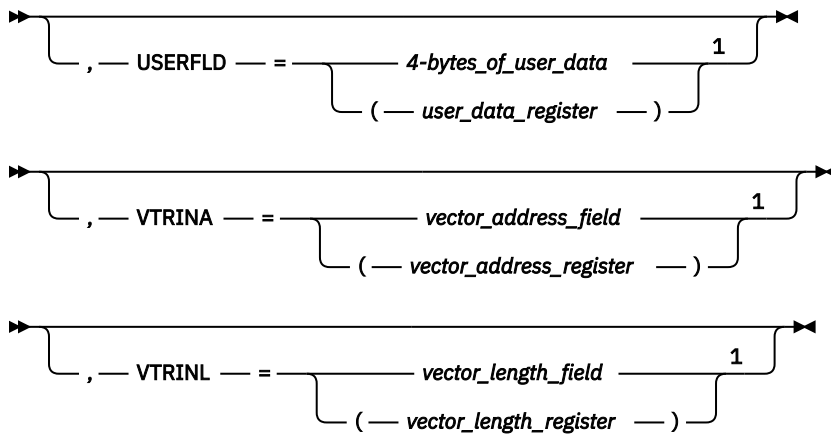 , USERFLD = 4-bytes_of_user_data 1
( user_data_register )
, VTRINA = vector_address_field 1
( vector_address_register )
, VTRINL = vector_length_field 1
( vector_length_register )